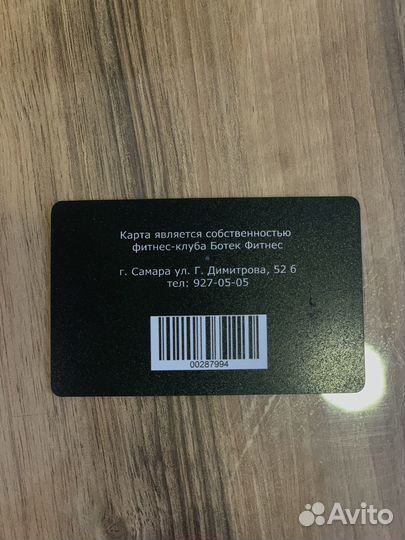 Карта является собственностью
фитнес-клуба Ботек Фитнес
г. Самара ул. Г. Димитрова, 52 б
тел: 927-05-05
00287994
Avito